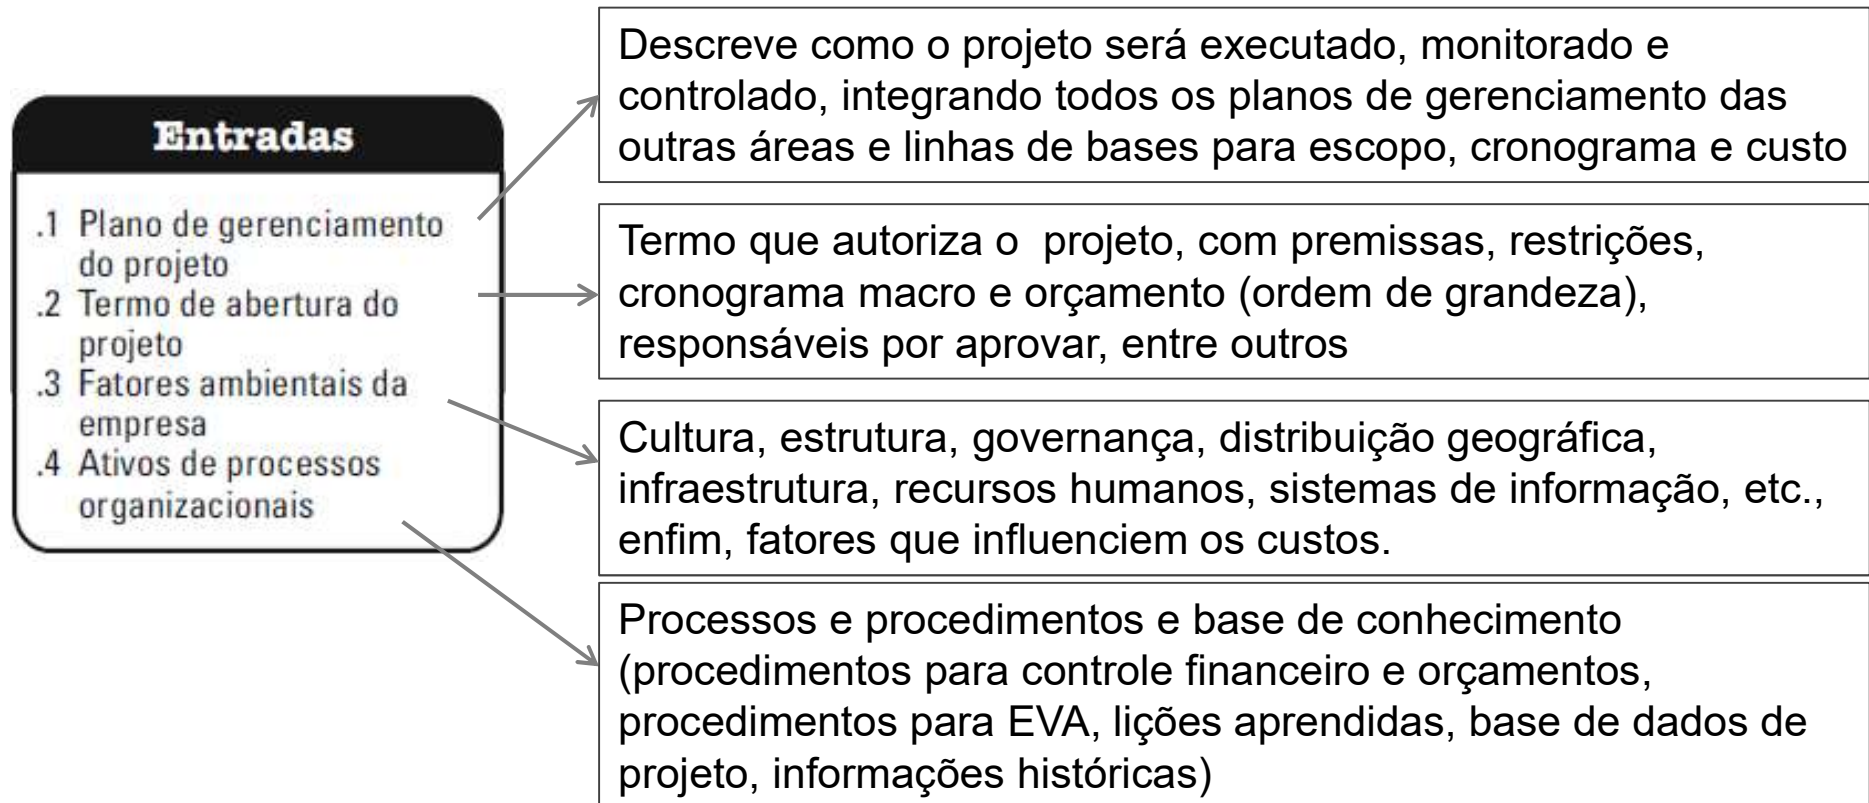 Entradas
.1 Plano de gerenciamento
do projeto
.2 Termo de abertura do
projeto
.3 Fatores ambientais da
empresa
.4 Ativos de processos
organizacionais
Descreve como o projeto será executado, monitorado e
controlado, integrando todos os planos de gerenciamento das
outras áreas e linhas de bases para escopo, cronograma e custo
Termo que autoriza o projeto, com premissas, restrições,
cronograma macro e orçamento (ordem de grandeza),
responsáveis por aprovar, entre outros
Cultura, estrutura, governança, distribuição geográfica,
infraestrutura, recursos humanos, sistemas de informação, etc.,
enfim, fatores que influenciem os custos.
Processos e procedimentos e base de conhecimento
(procedimentos para controle financeiro e orçamentos,
procedimentos para EVA, lições aprendidas, base de dados de
projeto, informações históricas)